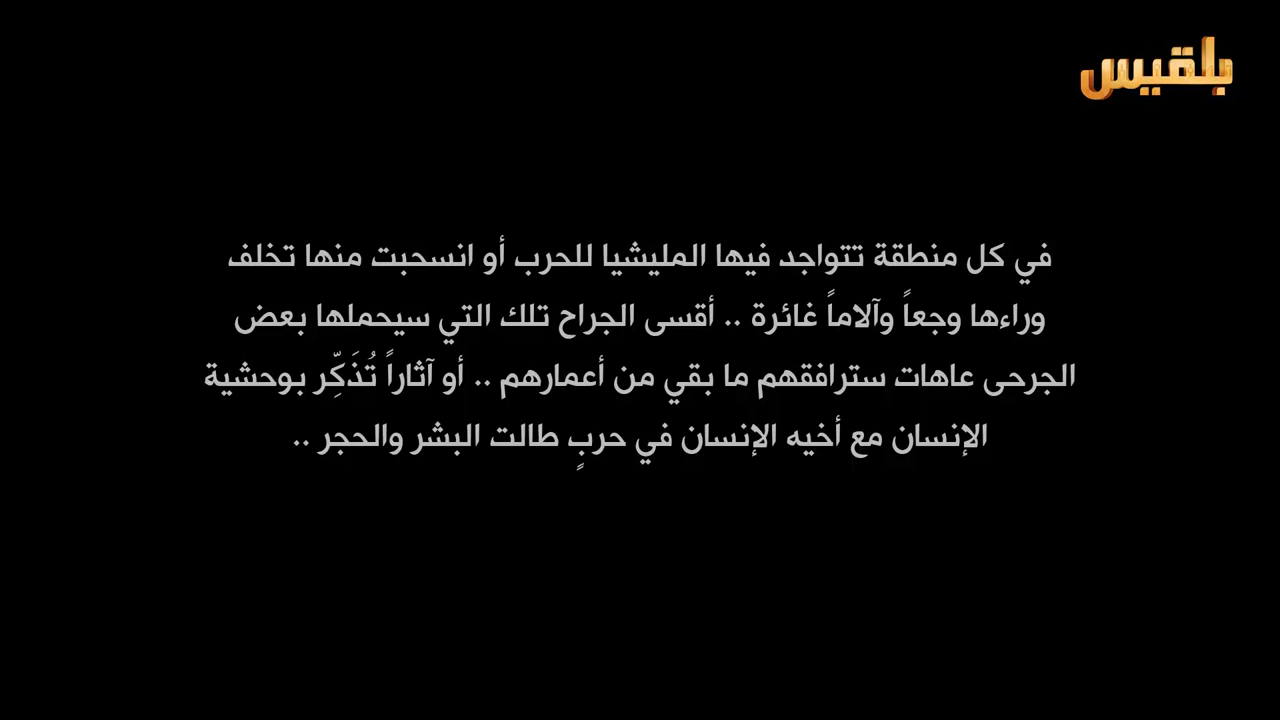 بلقيس
في كل منطقة تتواجد فيها المليشيا للحرب أو انسحبت منها تخلف
وراءها وجعاً وآلاماً غائرة .. أقسى الجراح تلك التي سيحملها بعض
الجرحى عاهات سترافقهم ما بقي من أعمارهم .. أو آثاراً تُذَكِّر بوحشية
الإنسان مع أخيه الإنسان في حربٍ طالت البشر والحجر ..